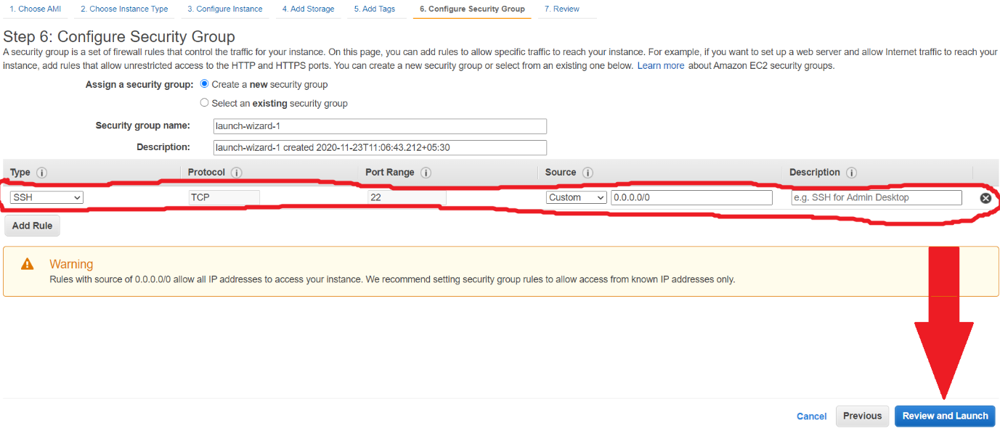 1. Choose AMI 2. Choose Instance Type 3. Configure Instance 4. Add Storage 5. Add Tags 6. Configure Security Group 7. Review
Step 6: Configure Security Group
A security group is a set of firewall rules that control the traffic for your instance. On this page, you can add rules to allow specific traffic to reach your instance. For example, if you want to set up a web server and allow Internet traffic to reach your
instance, add rules that allow unrestricted access to the HTTP and HTTPS ports. You can create a new security group or select from an existing one below. Learn more about Amazon EC2 security groups.
Assign a security group: Create a new security group
Select an existing security group
Security group name: launch-wizard-1
Description: launch-wizard-1 created 2020-11-23T11:06:43.212+05:30
Type i Protocol i Port Range i Source i Description i
SSH TCP 22 Custom 0.0.0.0/0 e.g. SSH for Admin Desktop
Add Rule
Warning
Rules with source of 0.0.0.0/0 allow all IP addresses to access your instance. We recommend setting security group rules to allow access from known IP addresses only.
Cancel Previous Review and Launch